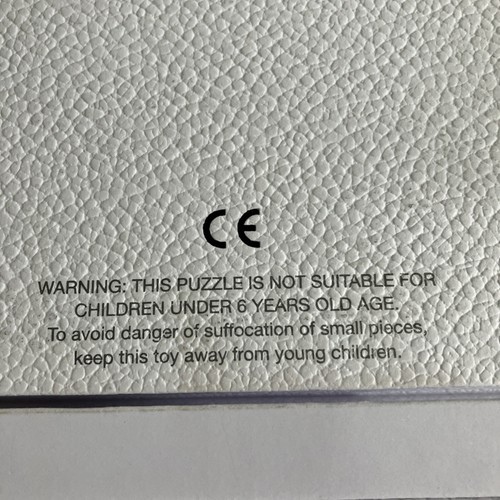 CE
WARNING: THIS PUZZLE IS NOT SUITABLE FOR
CHILDREN UNDER 6 YEARS OLD AGE.
To avoid danger of suffocation of small pieces,
keep this toy away from young children.